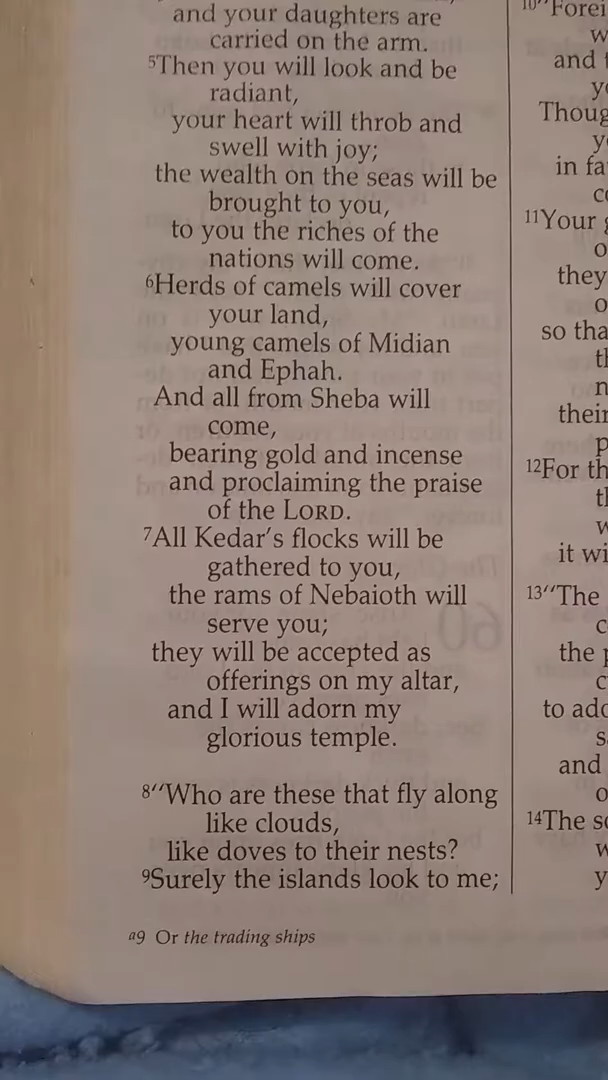 and your daughters are
carried on the arm.
⁵Then you will look and be
radiant,
your heart will throb and
swell with joy;
the wealth on the seas will be
brought to you,
to you the riches of the
nations will come.
⁶Herds of camels will cover
your land,
young camels of Midian
and Ephah.
And all from Sheba will
come,
bearing gold and incense
and proclaiming the praise
of the LORD.
⁷All Kedar's flocks will be
gathered to you,
the rams of Nebaioth will
serve you;
they will be accepted as
offerings on my altar,
and I will adorn my
glorious temple.
⁸"Who are these that fly along
like clouds,
like doves to their nests?
⁹Surely the islands look to me;
ᵃ9 Or the trading ships
¹⁰"
and
in
¹¹Your
they
so
¹²For
it
¹³"The
the
to
and
¹⁴The